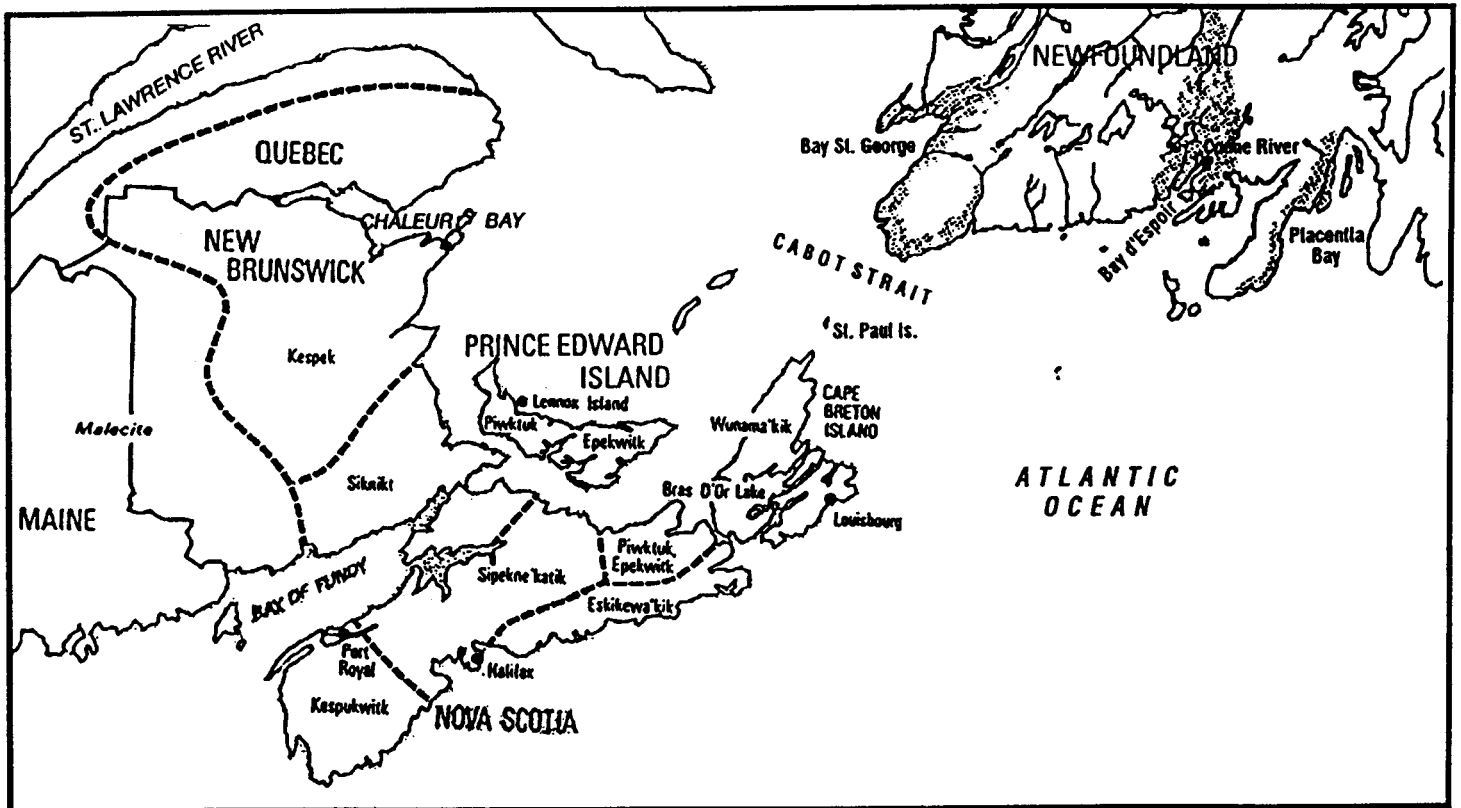 ST. LAWRENCE RIVER
QUEBEC
CHALEUR BAY
NEW
BRUNSWICK
Kespek
Malecite
MAINE
Siknikt
BAY OF FUNDY
PRINCE EDWARD
ISLAND
Lennox Island
Piwktuk
Epekwitk
NEWFOUNDLAND
Bay St. George
Conne River
Bay d'Espoir
Placentia
Bay
CABOT STRAIT
St. Paul Is.
CAPE
BRETON
ISLAND
Wunama'kik
Bras D'Or Lake
Louisbourg
ATLANTIC
OCEAN
Sipekne'katik
Piwktuk
Epekwitk
Eskikewa'kik
Halifax
Port
Royal
Kespukwitk
NOVA SCOTIA